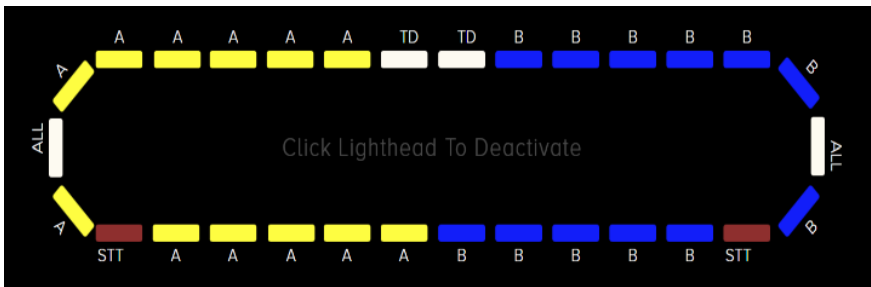 A A A A A TD TD B B B B B
A B
ALL Click Lighthead To Deactivate ALL
A B
STT A A A A A B B B B B STT